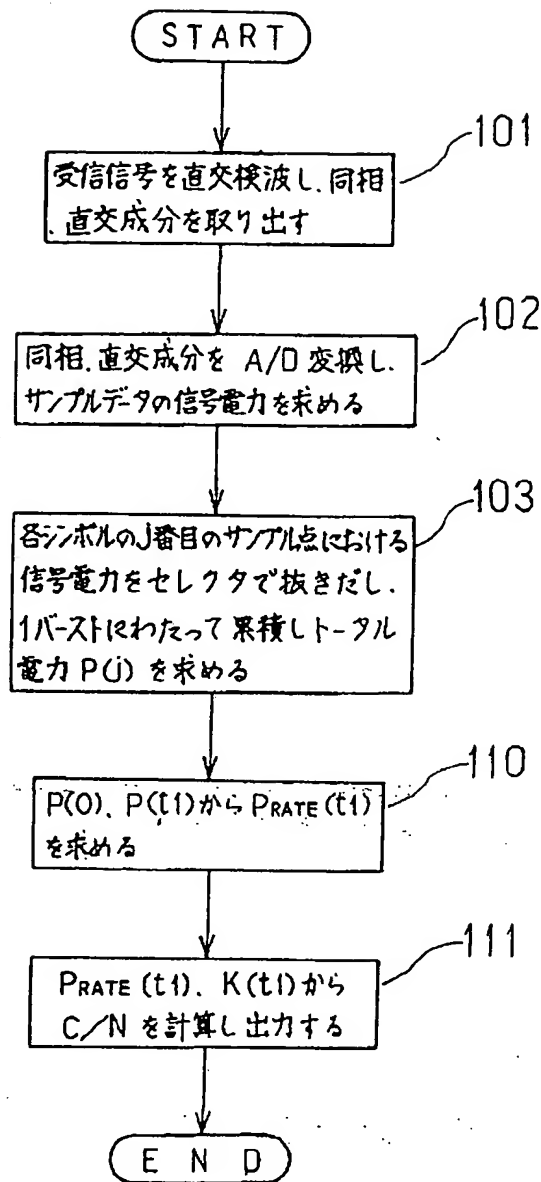 START
101
受信信号を直交検波し、同相
、直交成分を取り出す
102
同相、直交成分を A/D 変換し、
サンプルデータの信号電力を求める
103
各シンボルのj番目のサンプル点における
信号電力をセレクタで抜きだし、
1バーストにわたって累積しトータル
電力 P(j) を求める
110
P(0)、P(t1)から PRATE(t1)
を求める
111
PRATE(t1)、K(t1)から
C/N を計算し出力する
END